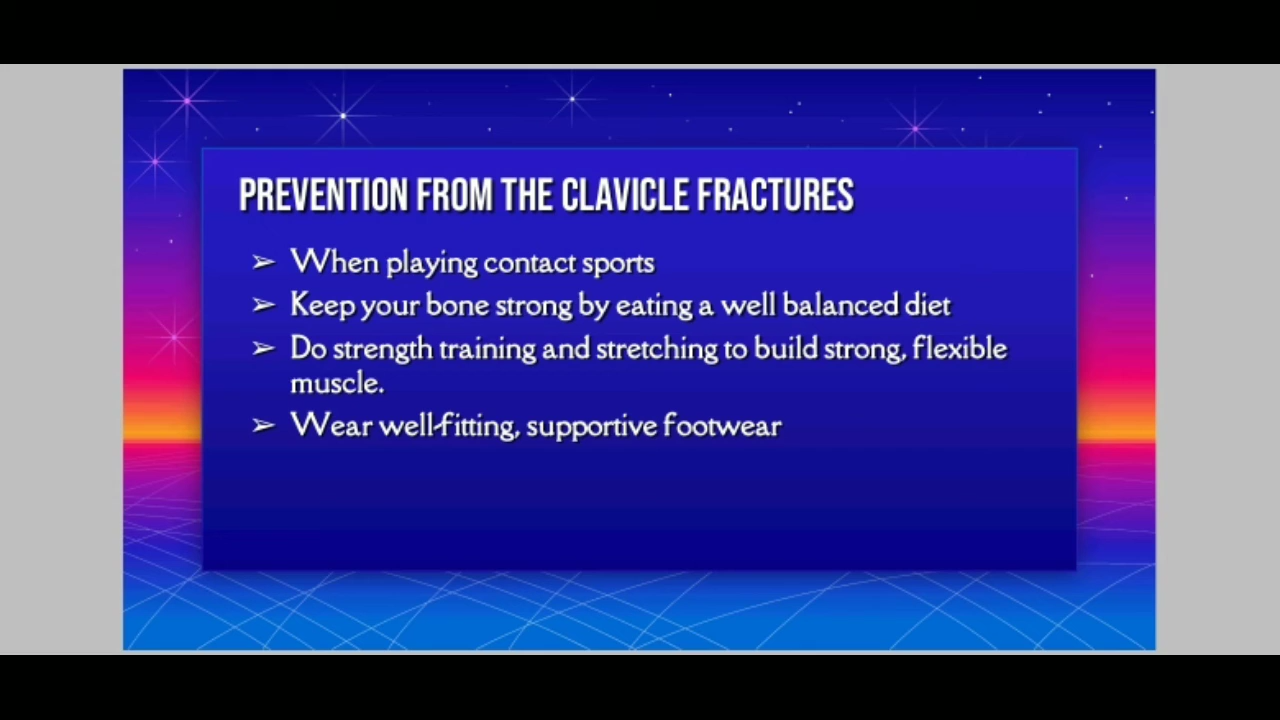 PREVENTION FROM THE CLAVICLE FRACTURES
➢ When playing contact sports
➢ Keep your bone strong by eating a well balanced diet
➢ Do strength training and stretching to build strong, flexible
muscle.
➢ Wear well-fitting, supportive footwear